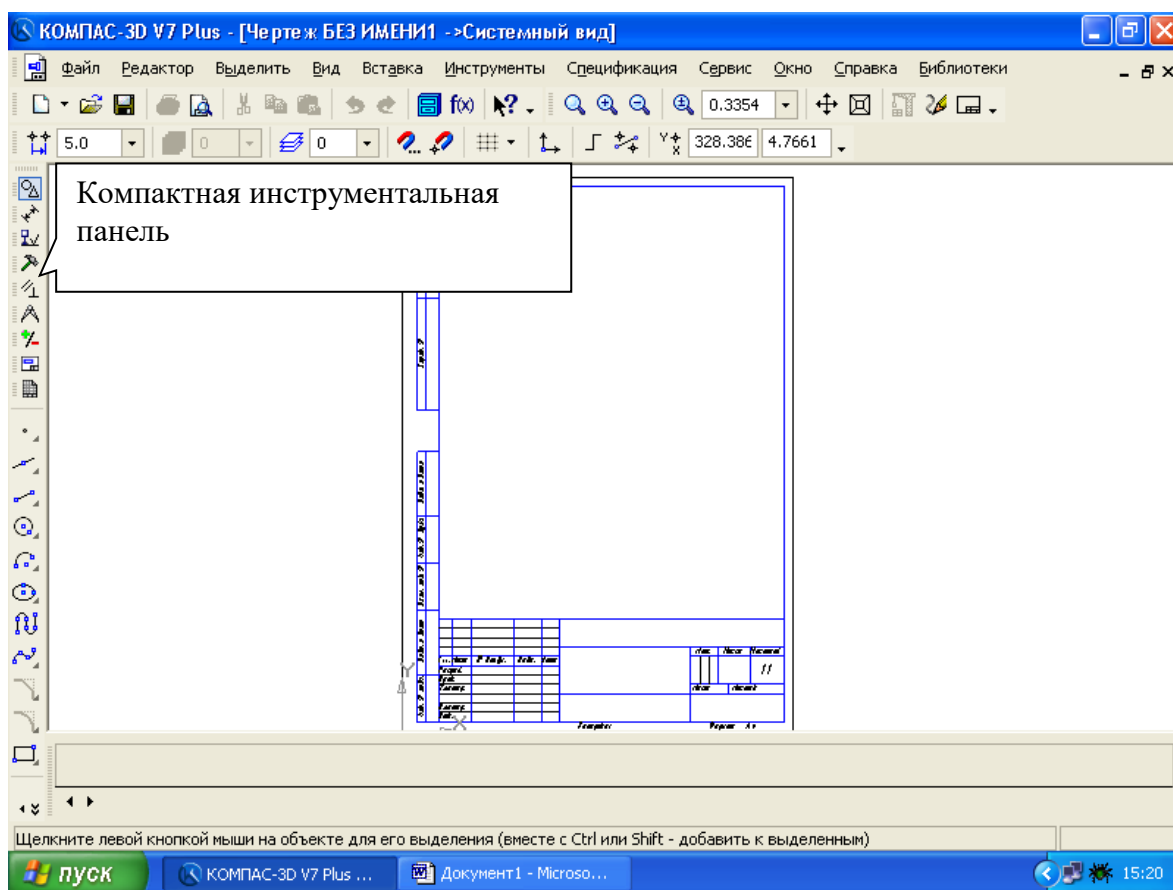 КОМПАС-3D V7 Plus - [Чертеж БЕЗ ИМЕНИ1 ->Системный вид]
Файл Редактор Выделить Вид Вставка Инструменты Спецификация Сервис Окно Справка Библиотеки
f(x) 0.3354
5.0 0 0 Y X 328.386 4.7661
Компактная инструментальная
панель
Y
X
Щелкните левой кнопкой мыши на объекте для его выделения (вместе с Ctrl или Shift - добавить к выделенным)
пуск КОМПАС-3D V7 Plus ... Документ1 - Microso... 15:20